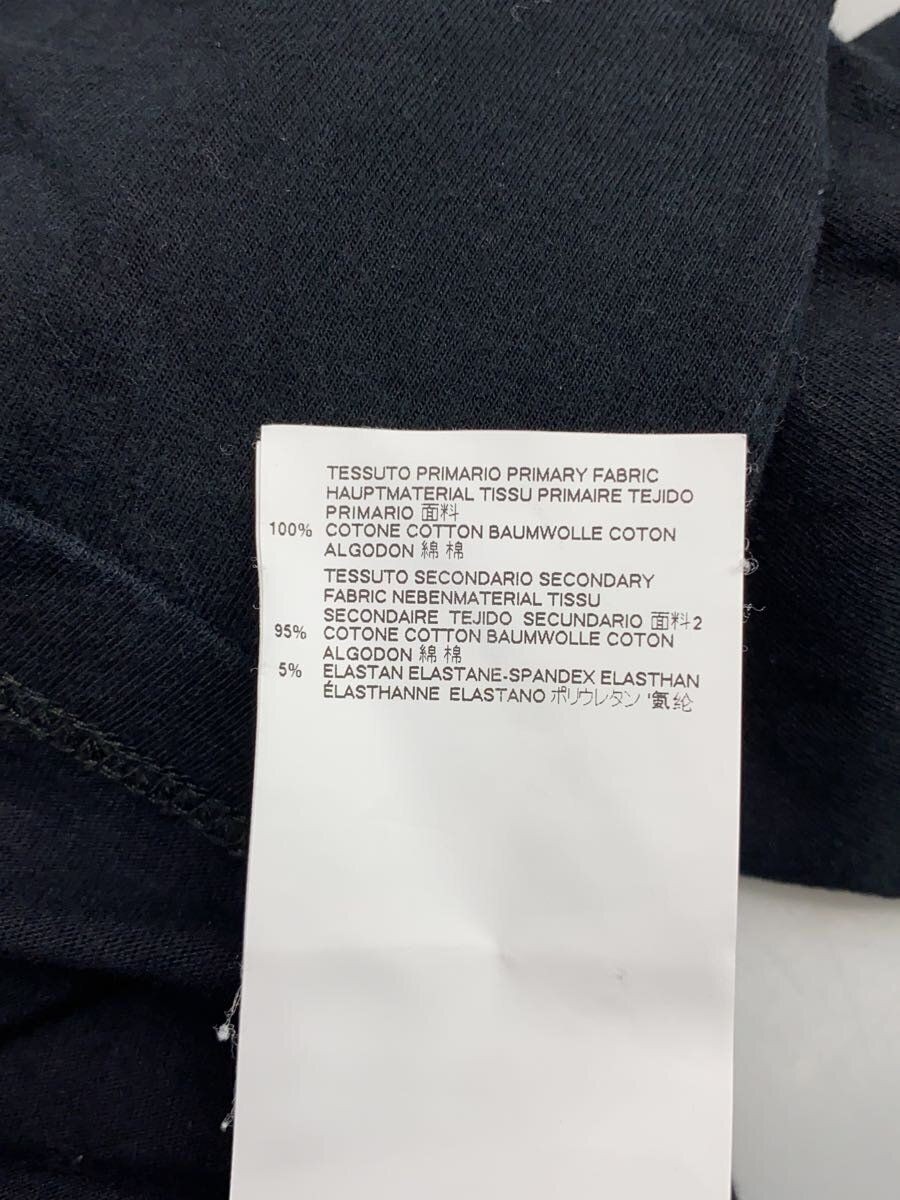 TESSUTO PRIMARIO PRIMARY FABRIC
HAUPTMATERIAL TISSU PRIMAIRE TEJIDO
PRIMARIO 面料
100% COTONE COTTON BAUMWOLLE COTON
ALGODON 綿 棉
TESSUTO SECONDARIO SECONDARY
FABRIC NEBENMATERIAL TISSU
SECONDAIRE TEJIDO SECUNDARIO 面料2
95% COTONE COTTON BAUMWOLLE COTON
ALGODON 綿 棉
5% ELASTAN ELASTANE-SPANDEX ELASTHAN
ÉLASTHANNE ELASTANO ポリウレタン '氨纶